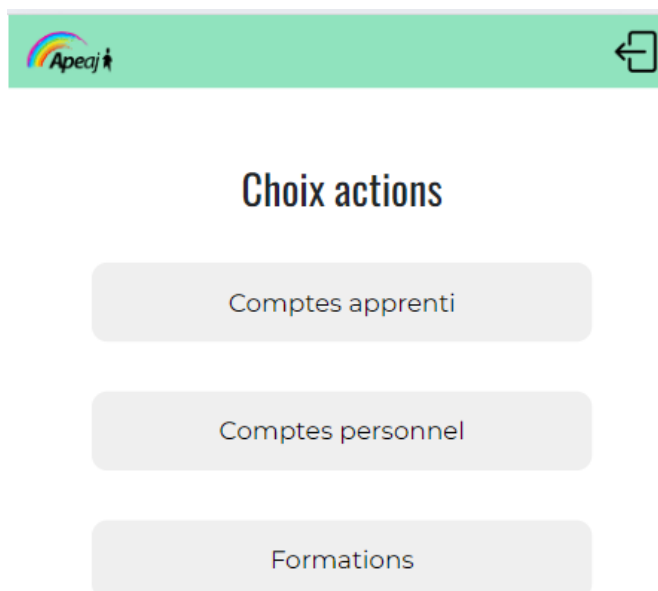 Apeaj
Choix actions
Comptes apprenti
Comptes personnel
Formations